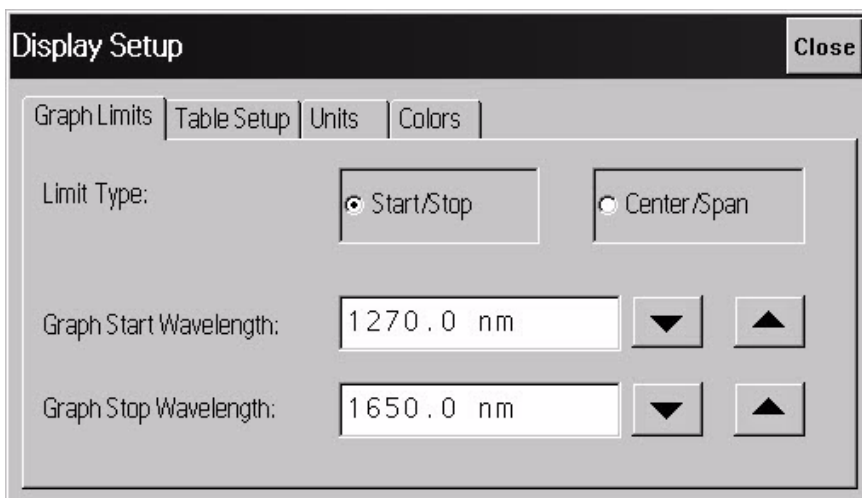 Display Setup
Close
Graph Limits
Table Setup
Units
Colors
Limit Type:
Start/Stop
Center/Span
Graph Start Wavelength:
1270.0 nm
Graph Stop Wavelength:
1650.0 nm